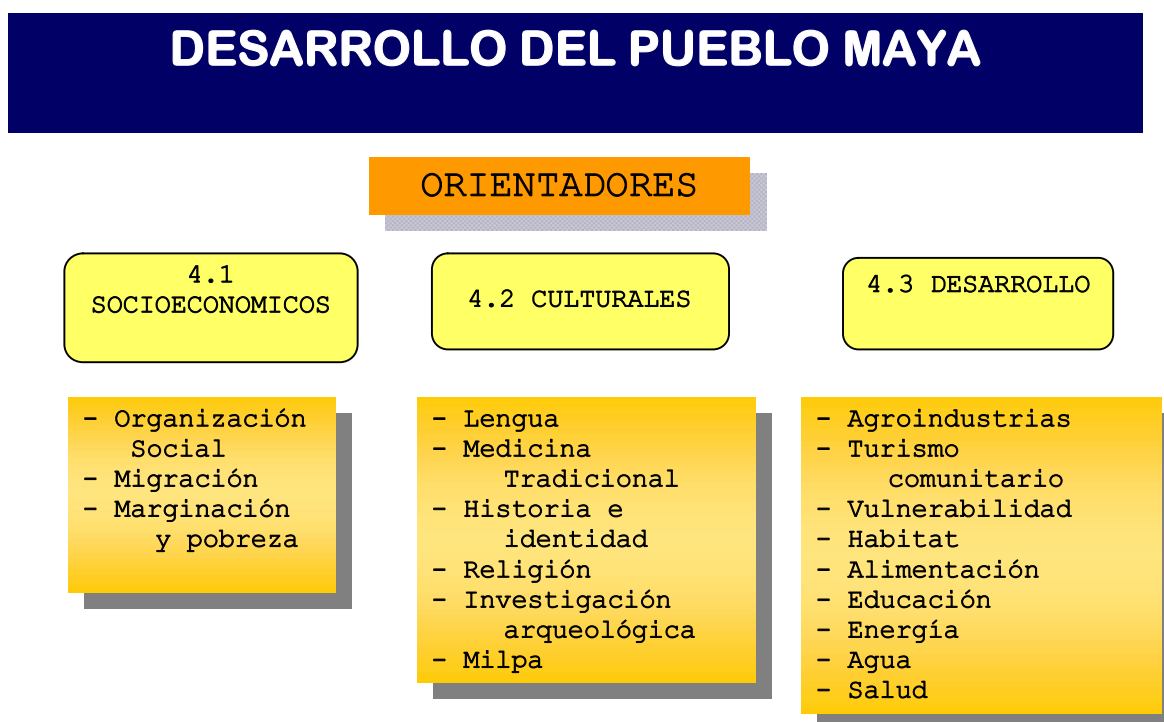 DESARROLLO DEL PUEBLO MAYA
ORIENTADORES
4.1
SOCIOECONOMICOS
- Organización
Social
- Migración
- Marginación
y pobreza
4.2 CULTURALES
- Lengua
- Medicina
Tradicional
- Historia e
identidad
- Religión
- Investigación
arqueológica
- Milpa
4.3 DESARROLLO
- Agroindustrias
- Turismo
comunitario
- Vulnerabilidad
- Habitat
- Alimentación
- Educación
- Energía
- Agua
- Salud